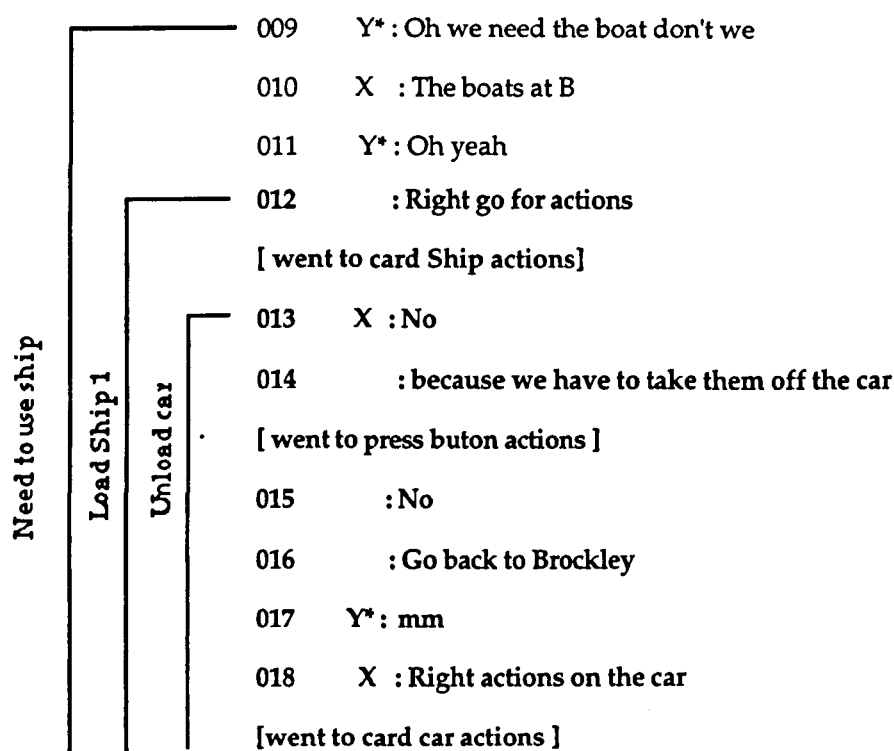 009 Y* : Oh we need the boat don't we
010 X : The boats at B
011 Y* : Oh yeah
012 : Right go for actions
[ went to card Ship actions]
013 X : No
014 : because we have to take them off the car
[ went to press buton actions ]
015 : No
016 : Go back to Brockley
017 Y* : mm
018 X : Right actions on the car
[went to card car actions ]
Need to use ship
Load Ship 1
Unload car